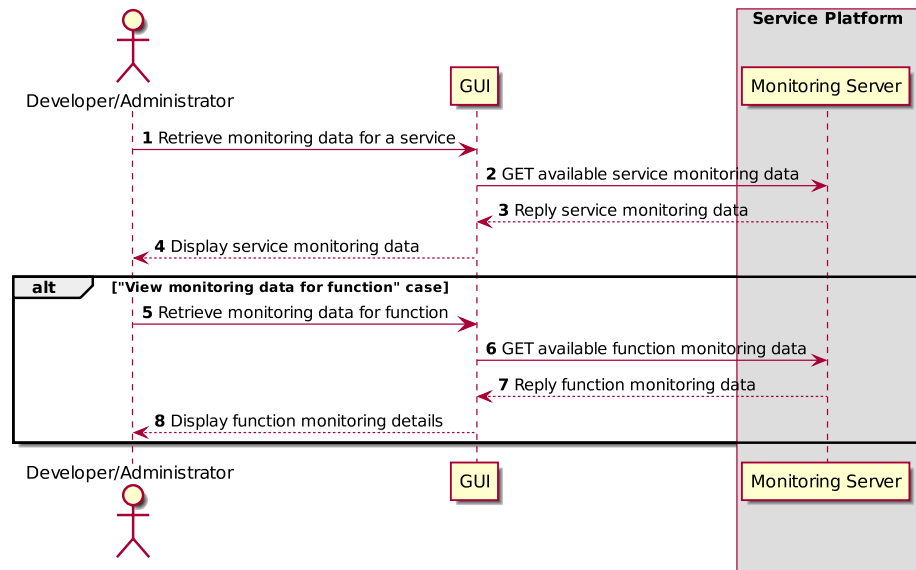 Service Platform
Developer/Administrator
GUI
Monitoring Server
1 Retrieve monitoring data for a service
2 GET available service monitoring data
3 Reply service monitoring data
4 Display service monitoring data
alt
["View monitoring data for function" case]
5 Retrieve monitoring data for function
6 GET available function monitoring data
7 Reply function monitoring data
8 Display function monitoring details
Developer/Administrator
GUI
Monitoring Server